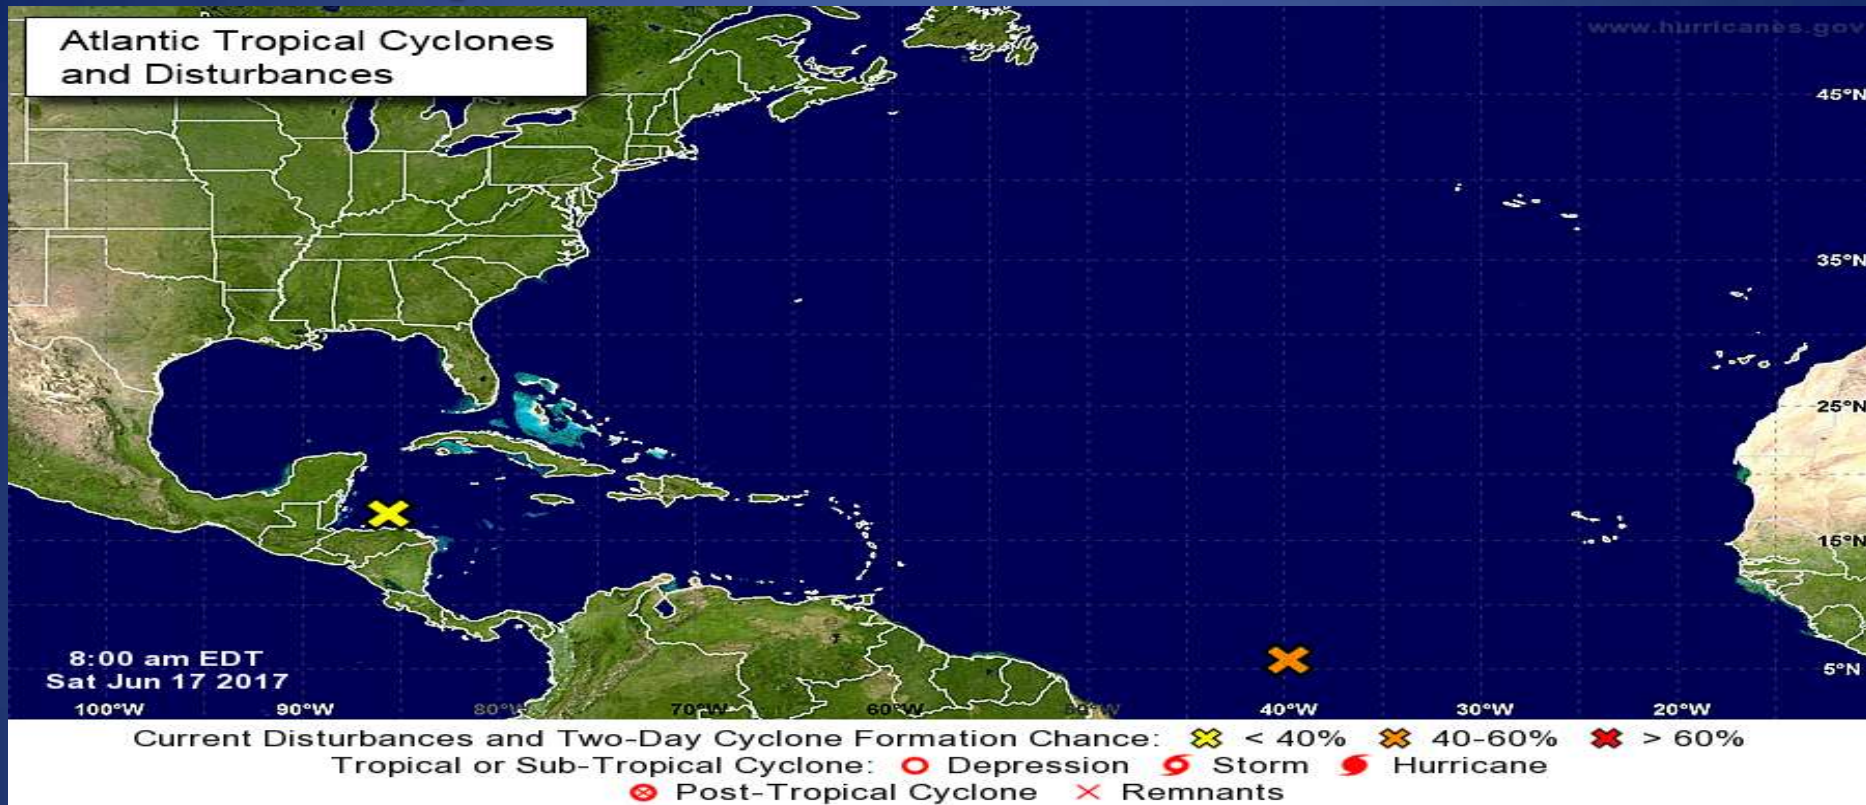 Atlantic Tropical Cyclones
and Disturbances
www.hurricanes.gov
45°N
35°N
25°N
15°N
5°N
8:00 am EDT
Sat Jun 17 2017
100°W 90°W 80°W 70°W 60°W 50°W 40°W 30°W 20°W
Current Disturbances and Two-Day Cyclone Formation Chance: < 40% 40-60% > 60%
Tropical or Sub-Tropical Cyclone: Depression Storm Hurricane
Post-Tropical Cyclone Remnants